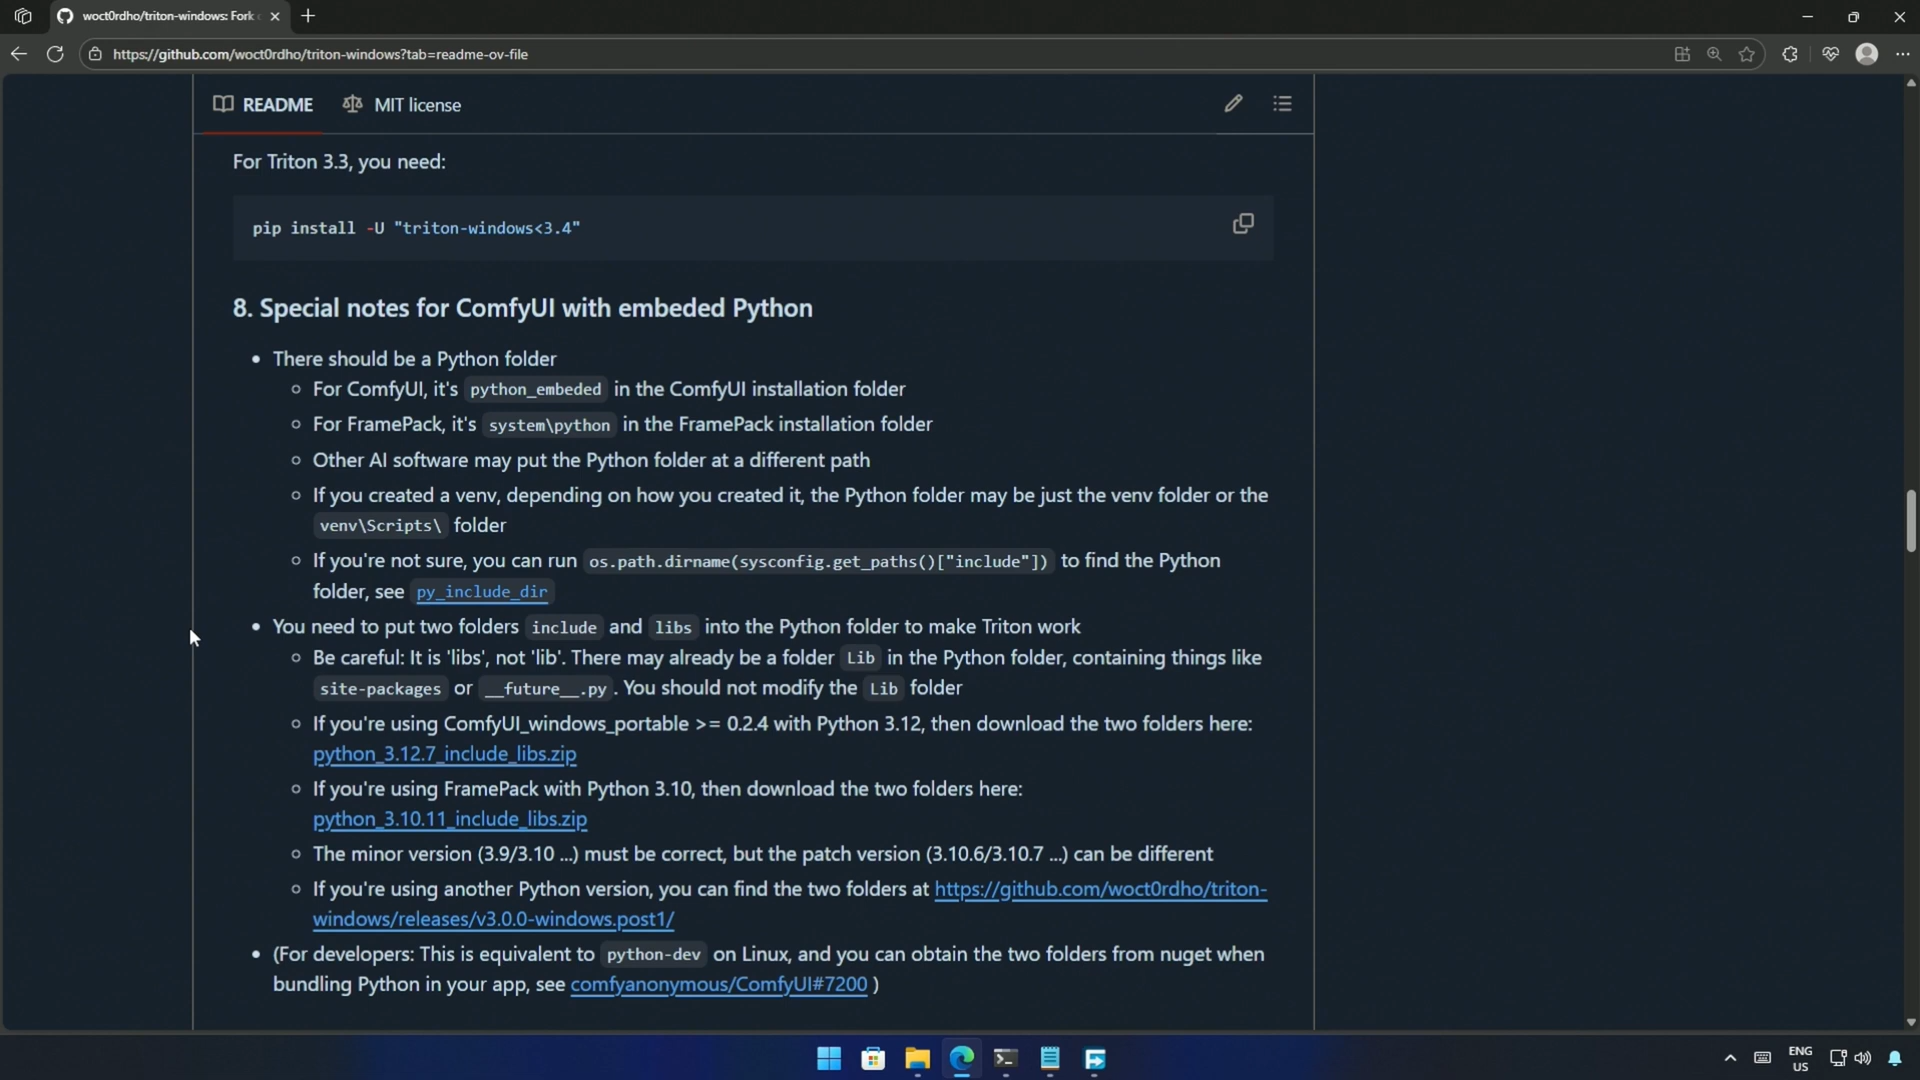 woct0rdho/triton-windows: Fork
https://github.com/woct0rdho/triton-windows?tab=readme-ov-file
README
MIT license
For Triton 3.3, you need:
pip install -U "triton-windows<3.4"
8. Special notes for ComfyUI with embeded Python
• There should be a Python folder
○ For ComfyUI, it's python_embeded in the ComfyUI installation folder
○ For FramePack, it's system\python in the FramePack installation folder
○ Other AI software may put the Python folder at a different path
○ If you created a venv, depending on how you created it, the Python folder may be just the venv folder or the
venv\Scripts\ folder
○ If you're not sure, you can run os.path.dirname(sysconfig.get_paths()["include"]) to find the Python
folder, see py_include_dir
• You need to put two folders include and libs into the Python folder to make Triton work
○ Be careful: It is 'libs', not 'lib'. There may already be a folder Lib in the Python folder, containing things like
site-packages or __future__.py. You should not modify the Lib folder
○ If you're using ComfyUI_windows_portable >= 0.2.4 with Python 3.12, then download the two folders here:
python_3.12.7_include_libs.zip
○ If you're using FramePack with Python 3.10, then download the two folders here:
python_3.10.11_include_libs.zip
○ The minor version (3.9/3.10 ...) must be correct, but the patch version (3.10.6/3.10.7 ...) can be different
○ If you're using another Python version, you can find the two folders at https://github.com/woct0rdho/triton-
windows/releases/v3.0.0-windows.post1/
• (For developers: This is equivalent to python-dev on Linux, and you can obtain the two folders from nuget when
bundling Python in your app, see comfyanonymous/ComfyUI#7200 )
ENG
US